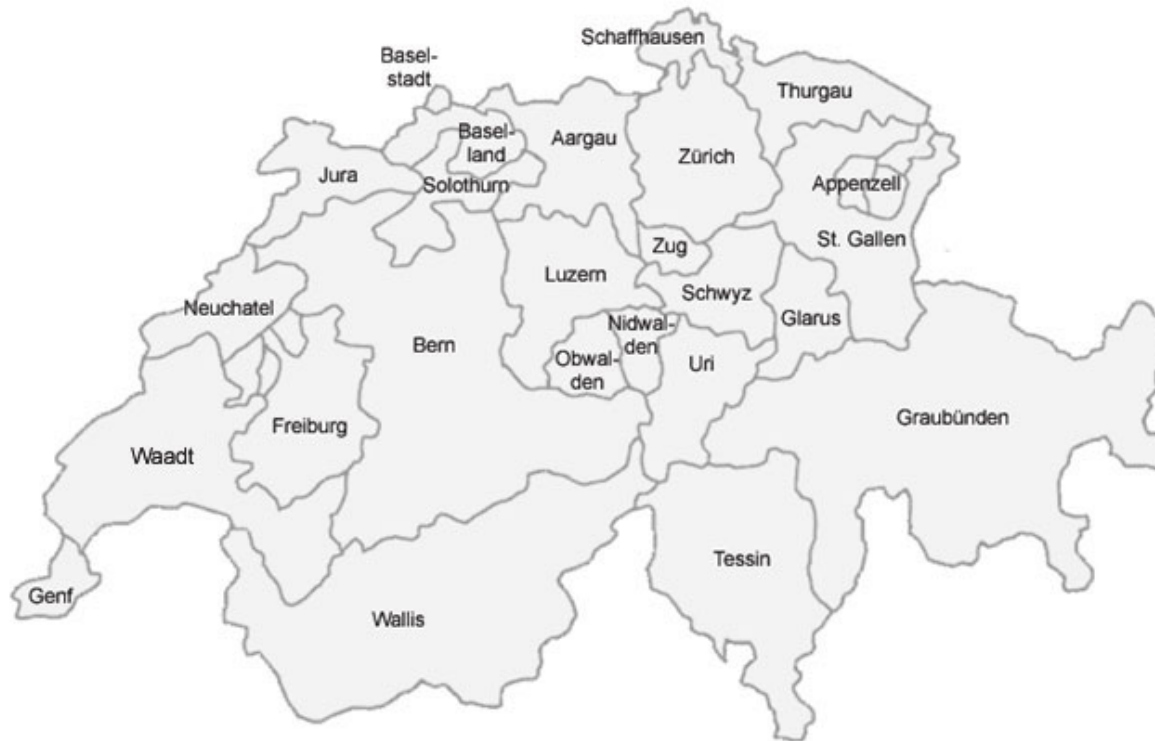 Schaffhausen
Basel-
stadt
Thurgau
Basel-
land
Aargau
Zürich
Jura
Solothurn
Appenzell
St. Gallen
Zug
Luzern
Schwyz
Neuchatel
Nidwal-
den
Glarus
Bern
Obwal-
den
Uri
Graubünden
Freiburg
Waadt
Tessin
Genf
Wallis